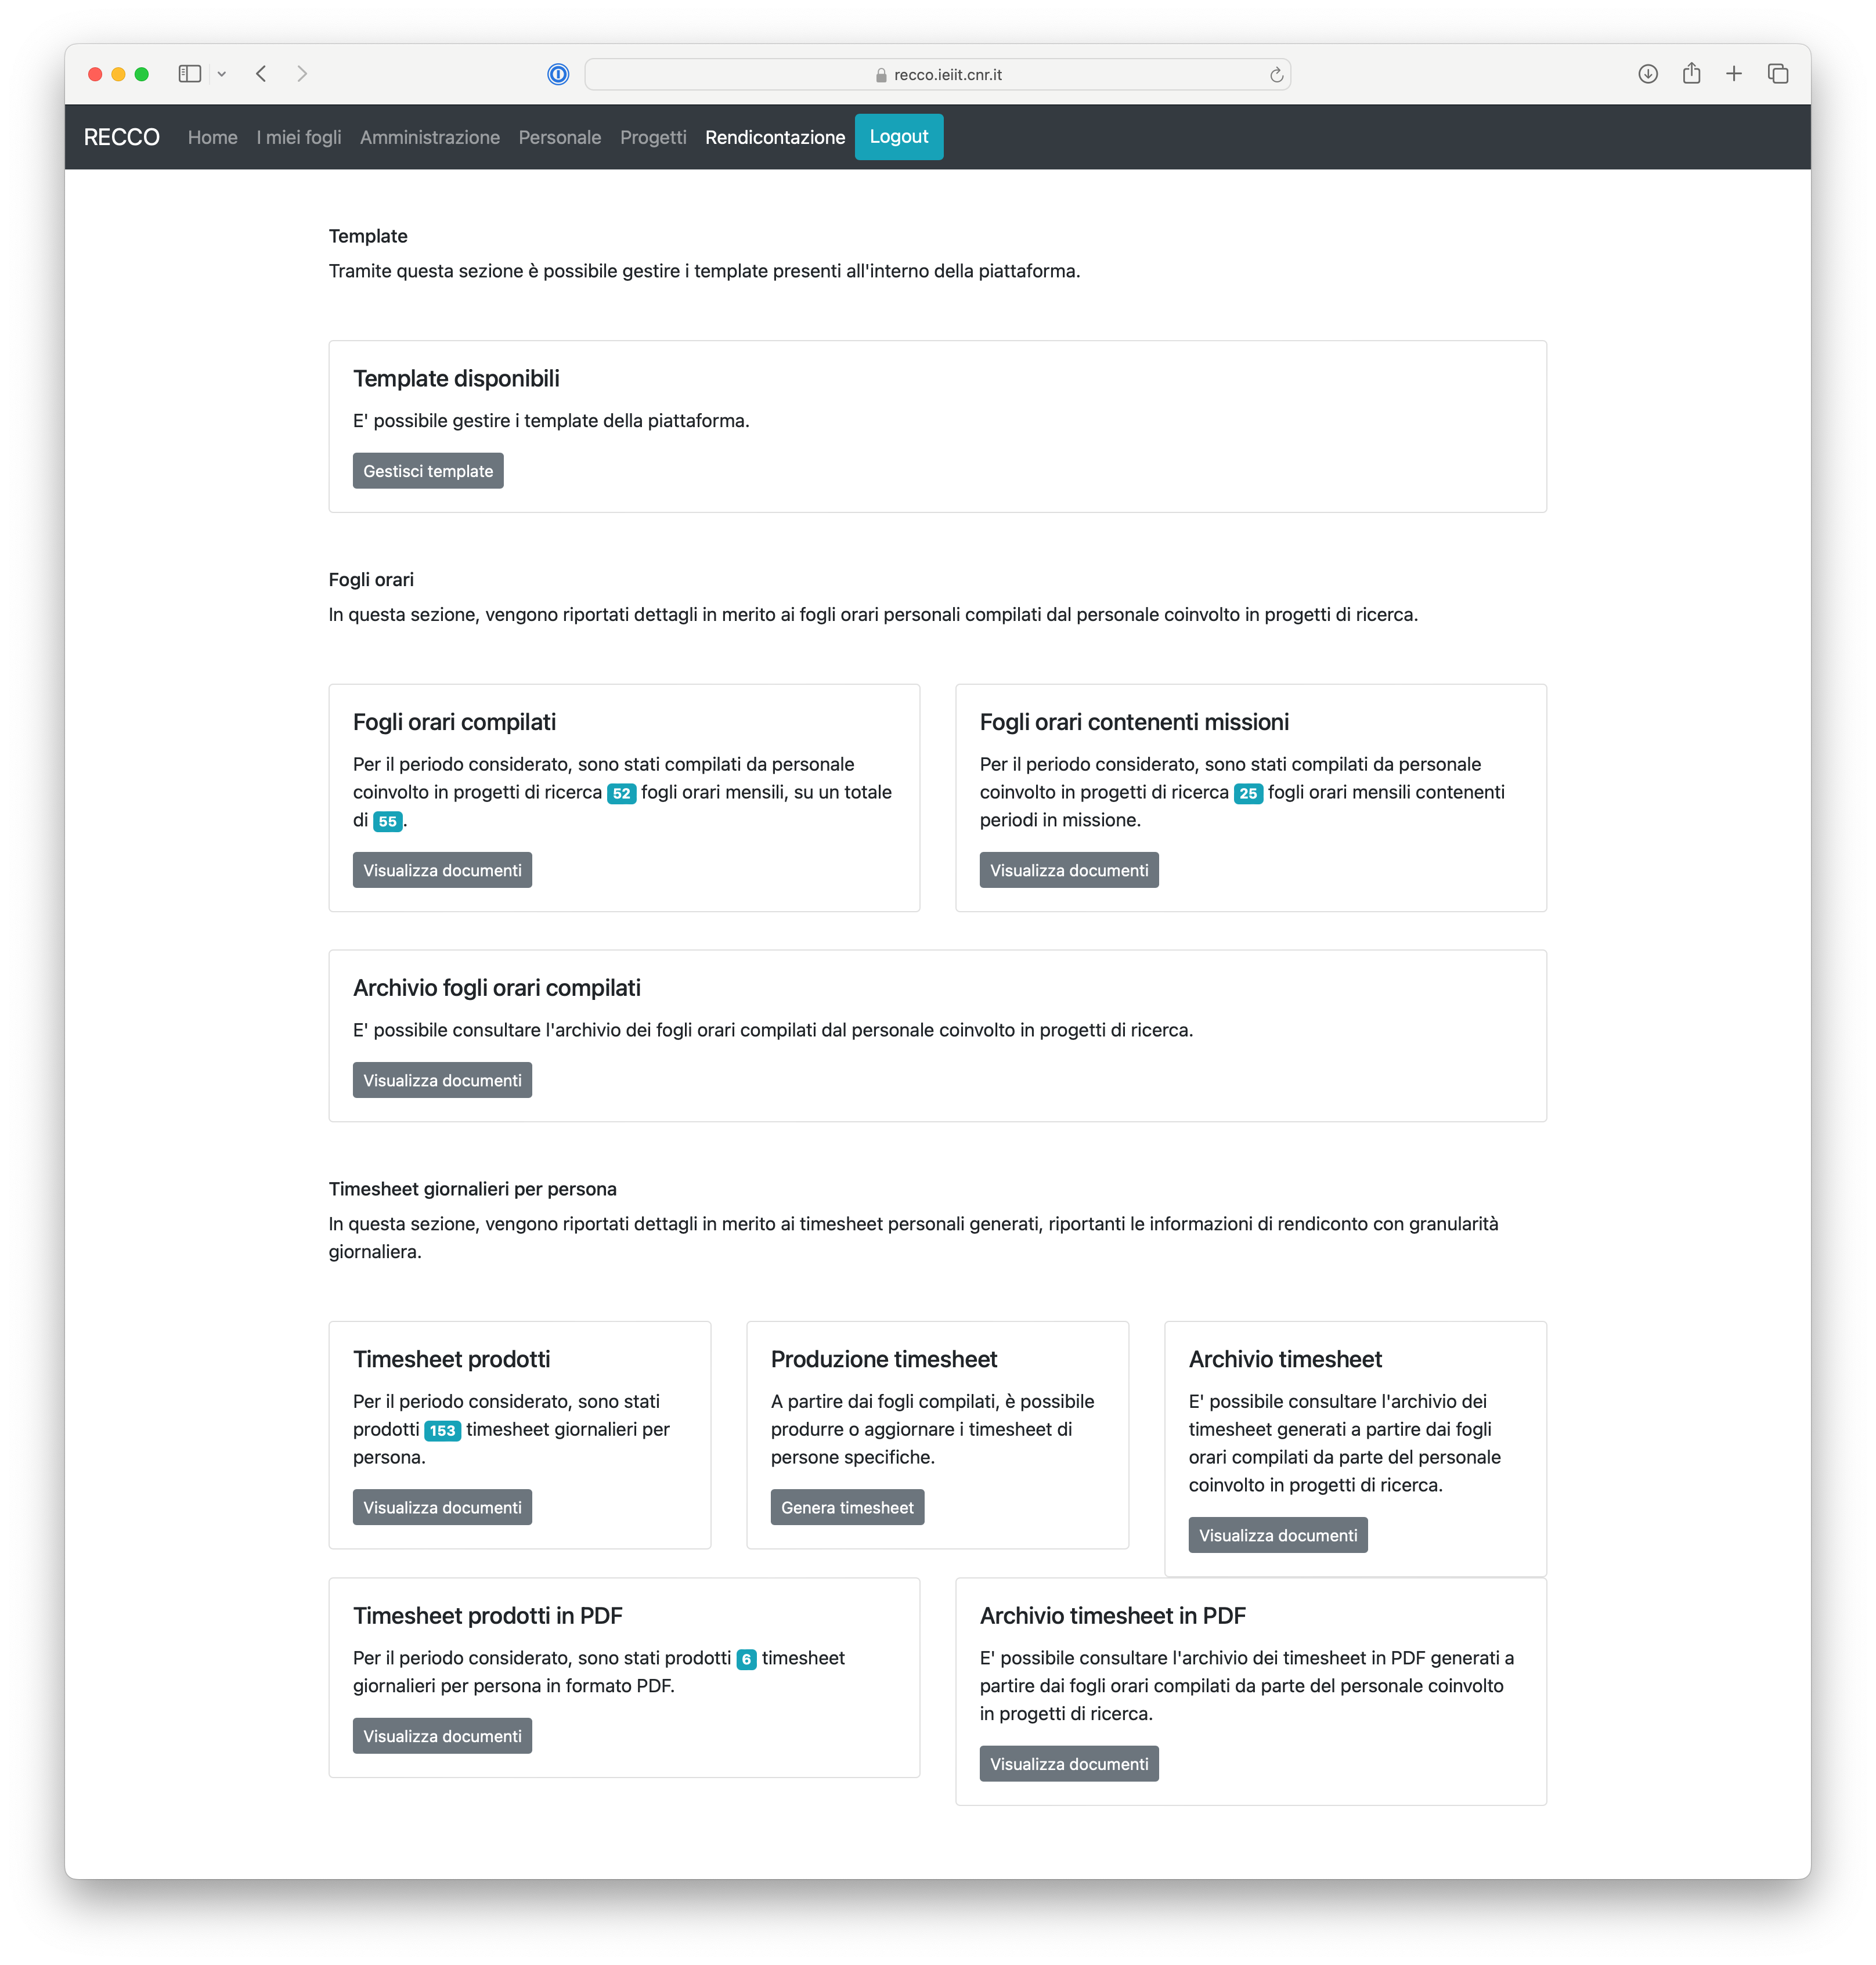 recco.ieiit.cnr.it
RECCO Home I miei fogli Amministrazione Personale Progetti Rendicontazione Logout
Template
Tramite questa sezione è possibile gestire i template presenti all'interno della piattaforma.
Template disponibili
E' possibile gestire i template della piattaforma.
Gestisci template
Fogli orari
In questa sezione, vengono riportati dettagli in merito ai fogli orari personali compilati dal personale coinvolto in progetti di ricerca.
Fogli orari compilati
Per il periodo considerato, sono stati compilati da personale
coinvolto in progetti di ricerca 52 fogli orari mensili, su un totale
di 55.
Visualizza documenti
Fogli orari contenenti missioni
Per il periodo considerato, sono stati compilati da personale
coinvolto in progetti di ricerca 25 fogli orari mensili contenenti
periodi in missione.
Visualizza documenti
Archivio fogli orari compilati
E' possibile consultare l'archivio dei fogli orari compilati dal personale coinvolto in progetti di ricerca.
Visualizza documenti
Timesheet giornalieri per persona
In questa sezione, vengono riportati dettagli in merito ai timesheet personali generati, riportanti le informazioni di rendiconto con granularità
giornaliera.
Timesheet prodotti
Per il periodo considerato, sono stati
prodotti 153 timesheet giornalieri per
persona.
Visualizza documenti
Produzione timesheet
A partire dai fogli compilati, è possibile
produrre o aggiornare i timesheet di
persone specifiche.
Genera timesheet
Archivio timesheet
E' possibile consultare l'archivio dei
timesheet generati a partire dai fogli
orari compilati da parte del personale
coinvolto in progetti di ricerca.
Visualizza documenti
Timesheet prodotti in PDF
Per il periodo considerato, sono stati prodotti 6 timesheet
giornalieri per persona in formato PDF.
Visualizza documenti
Archivio timesheet in PDF
E' possibile consultare l'archivio dei timesheet in PDF generati a
partire dai fogli orari compilati da parte del personale coinvolto
in progetti di ricerca.
Visualizza documenti